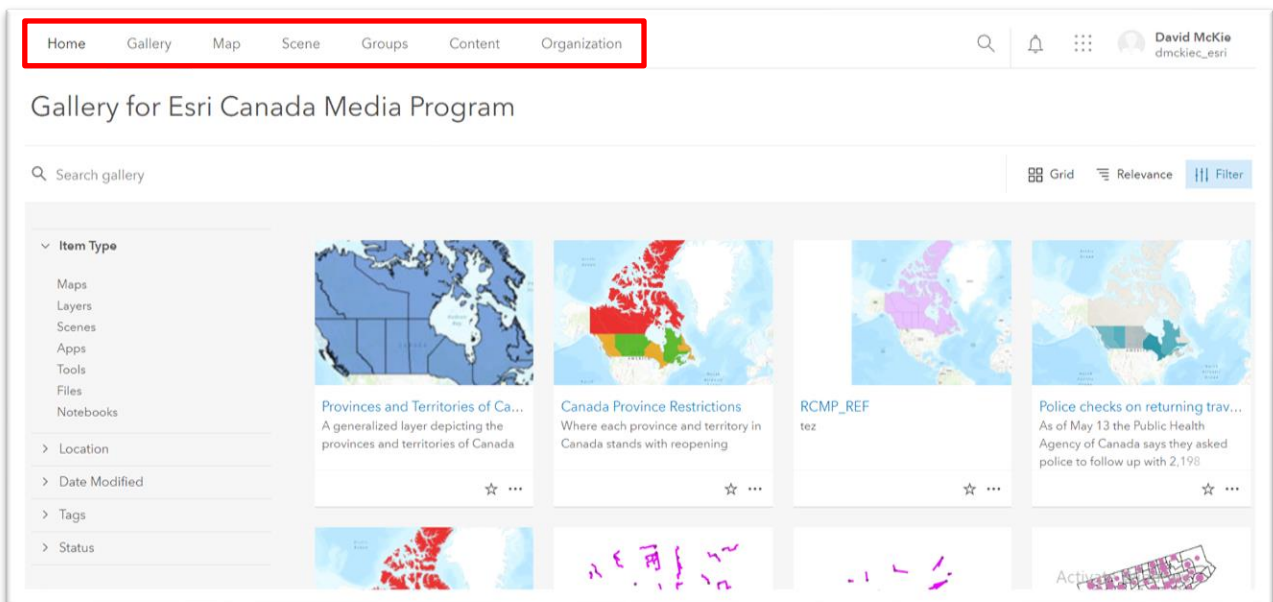 Home Gallery Map Scene Groups Content Organization
David McKie
dmckiec_esri
Gallery for Esri Canada Media Program
Search gallery
Grid Relevance Filter
Item Type
Maps
Layers
Scenes
Apps
Tools
Files
Notebooks
Location
Date Modified
Tags
Status
Provinces and Territories of Ca...
A generalized layer depicting the
provinces and territories of Canada
Canada Province Restrictions
Where each province and territory in
Canada stands with reopening
RCMP_REF
tez
Police checks on returning trav...
As of May 13 the Public Health
Agency of Canada says they asked
police to follow up with 2,198